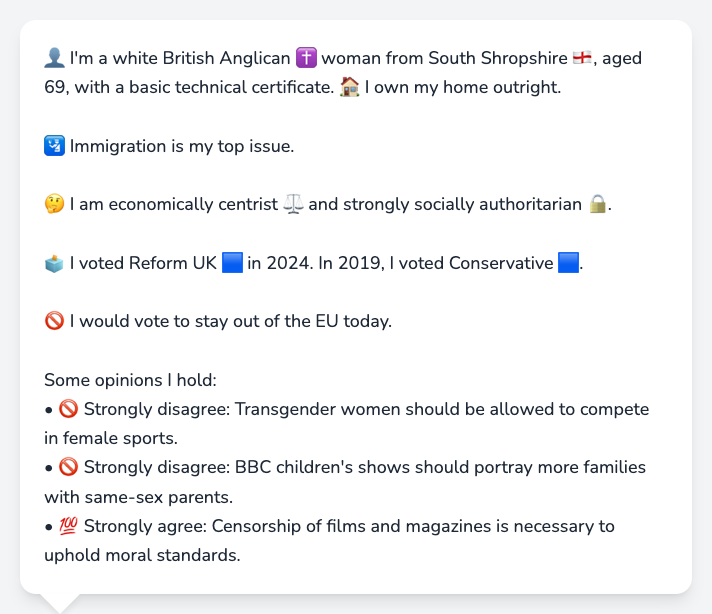 👤 I'm a white British Anglican ✝️ woman from South Shropshire 🏴󠁧󠁢󠁥󠁮󠁧󠁿, aged
69, with a basic technical certificate. 🏠 I own my home outright.
🛂 Immigration is my top issue.
🤔 I am economically centrist ⚖️ and strongly socially authoritarian 🔒.
🗳️ I voted Reform UK 🟦 in 2024. In 2019, I voted Conservative 🟦.
🚫 I would vote to stay out of the EU today.
Some opinions I hold:
• 🚫 Strongly disagree: Transgender women should be allowed to compete
in female sports.
• 🚫 Strongly disagree: BBC children's shows should portray more families
with same-sex parents.
• 💯 Strongly agree: Censorship of films and magazines is necessary to
uphold moral standards.